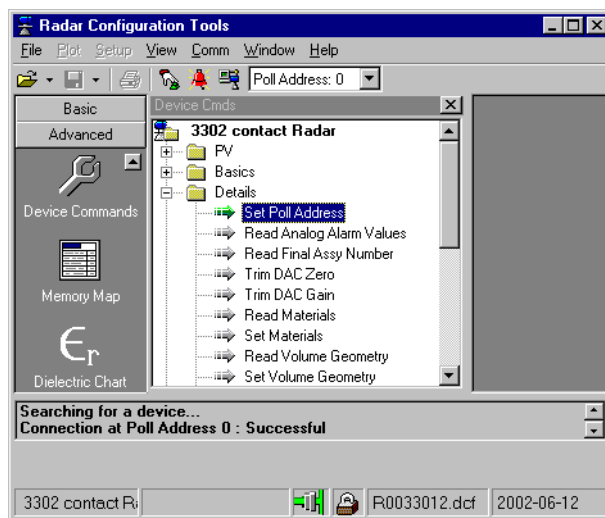 Radar Configuration Tools
File Plot Setup View Comm Window Help
Poll Address: 0
Basic
Advanced
Device Commands
Memory Map
εr
Dielectric Chart
Device Cmds
3302 contact Radar
PV
Basics
Details
Set Poll Address
Read Analog Alarm Values
Read Final Assy Number
Trim DAC Zero
Trim DAC Gain
Read Materials
Set Materials
Read Volume Geometry
Set Volume Geometry
Searching for a device...
Connection at Poll Address 0 : Successful
3302 contact R R0033012.dcf 2002-06-12